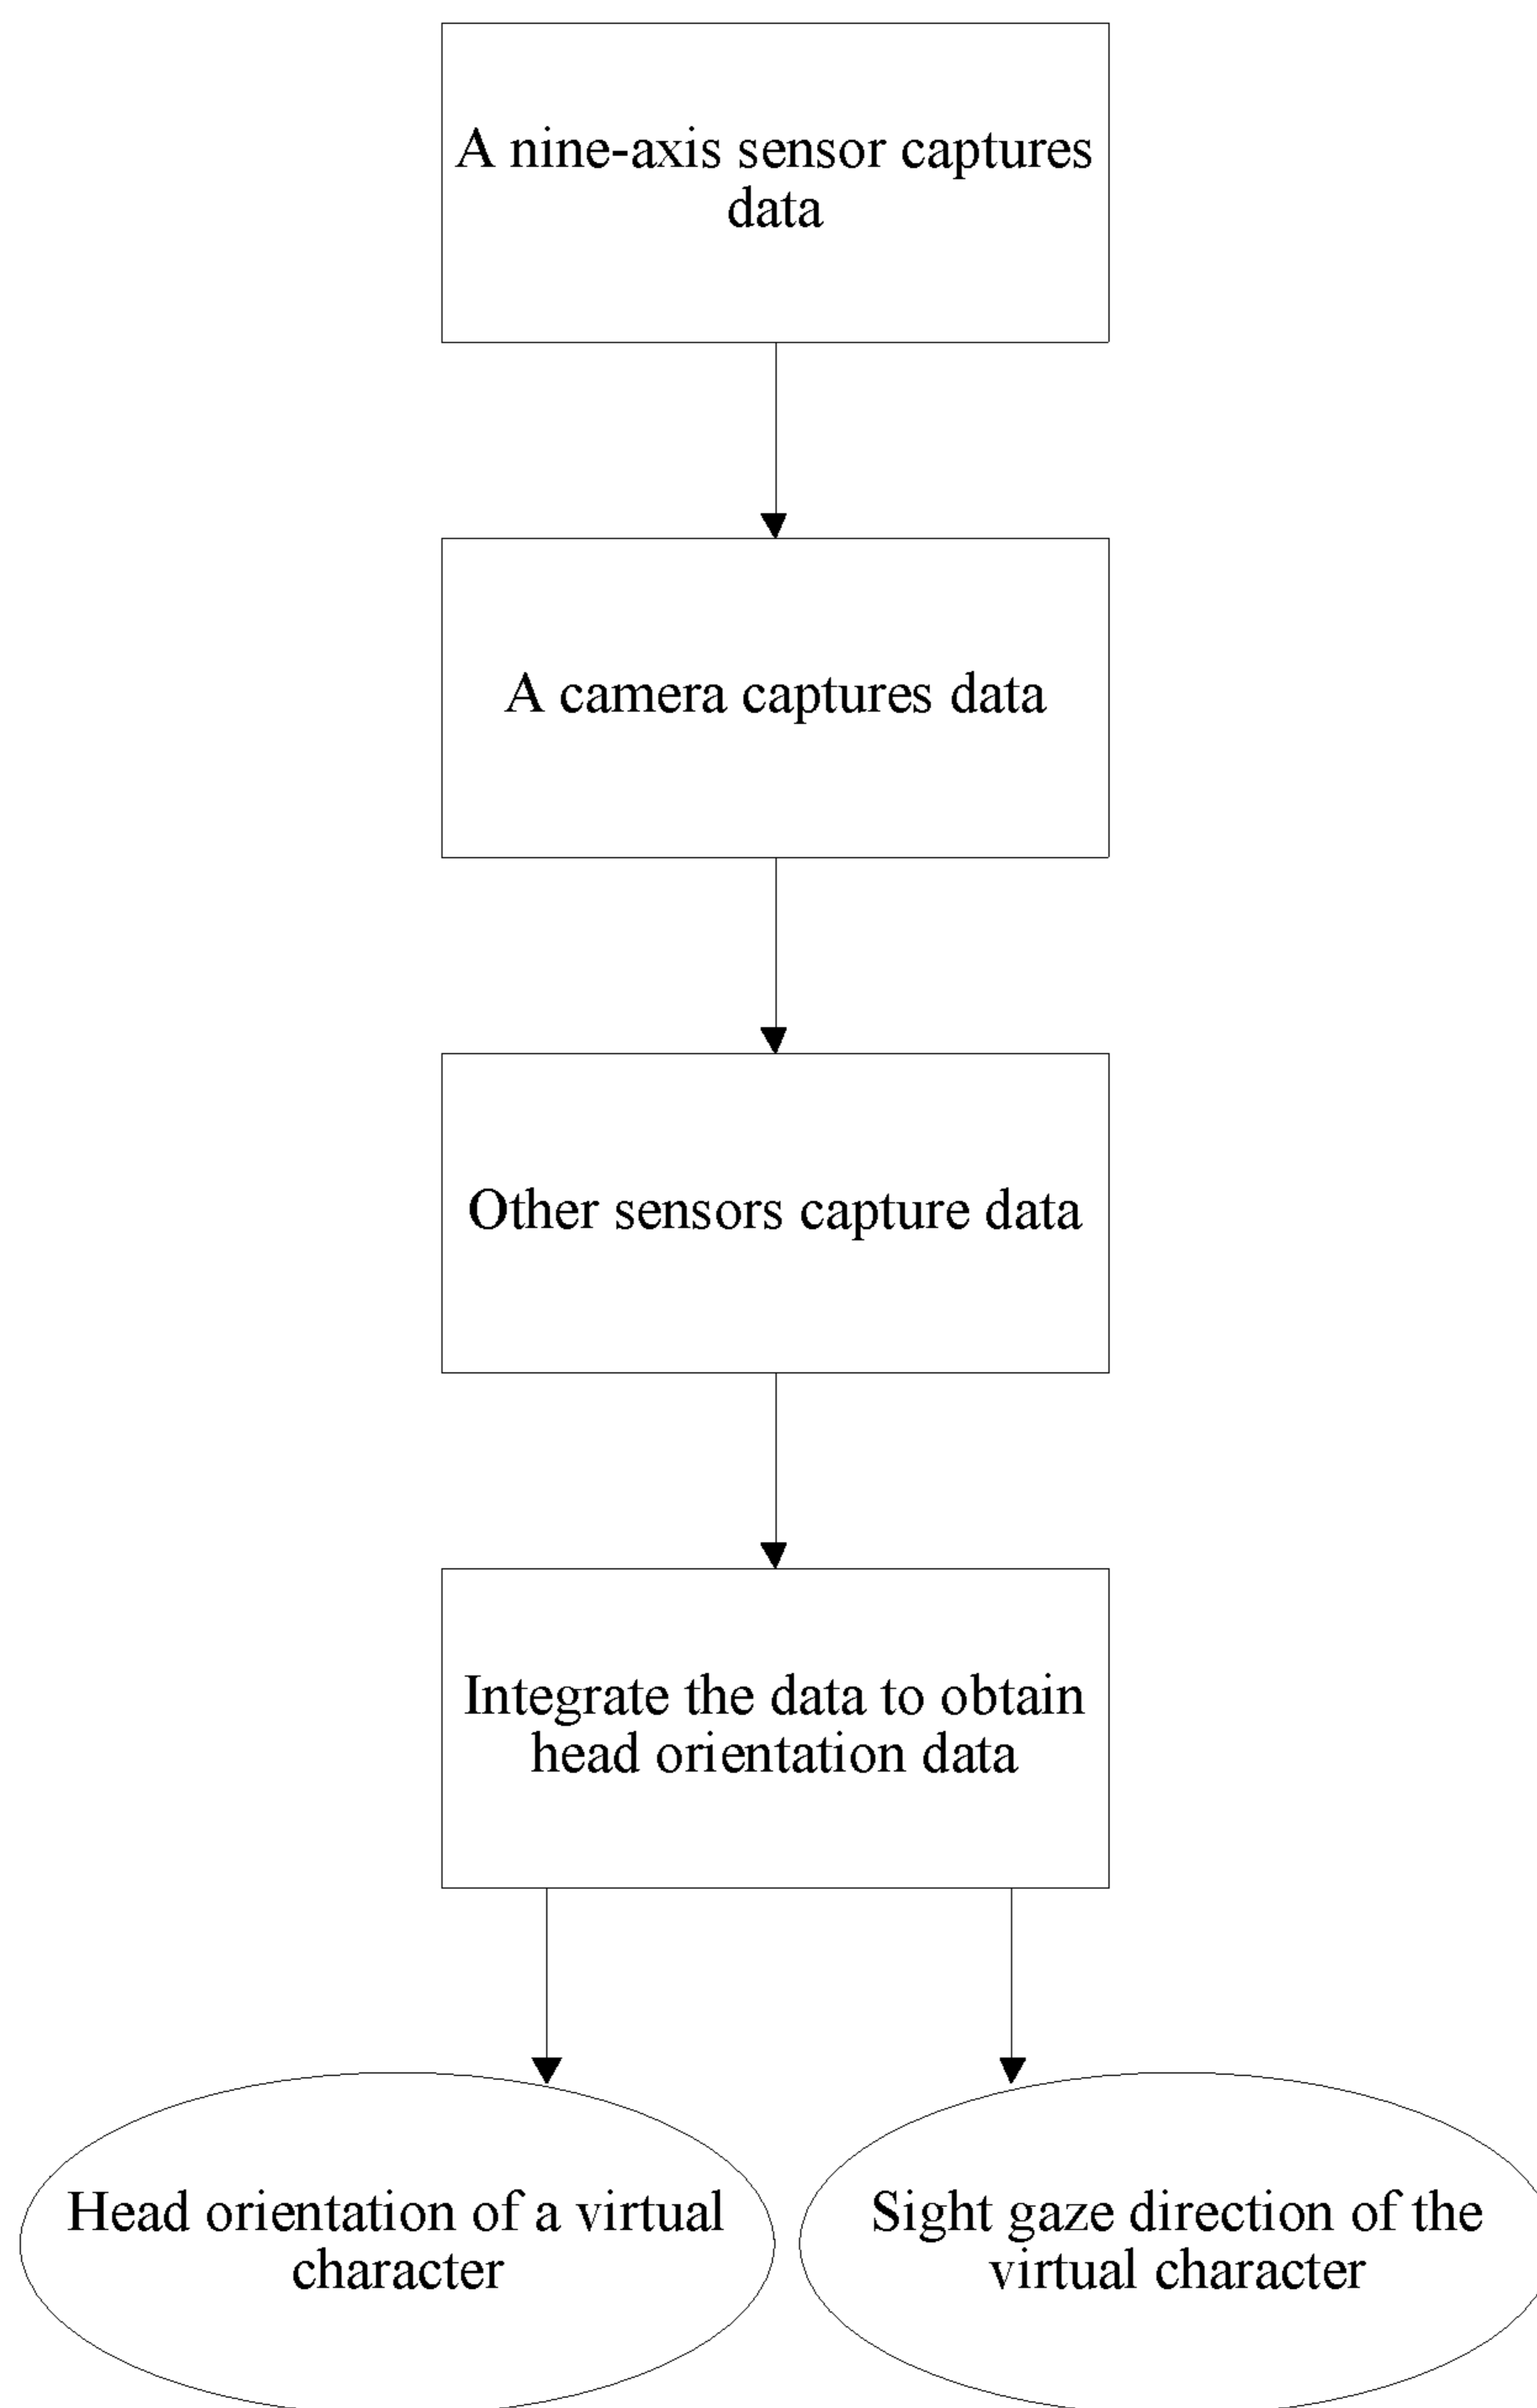 A nine-axis sensor captures
data
A camera captures data
Other sensors capture data
Integrate the data to obtain
head orientation data
Head orientation of a virtual
character
Sight gaze direction of the
virtual character